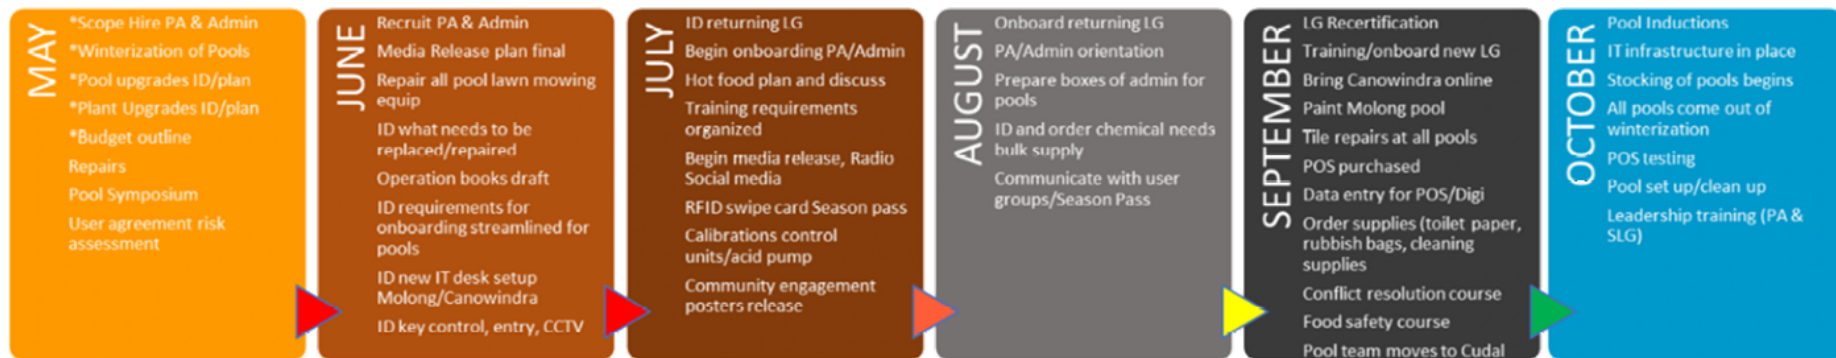 MAY
*Scope Hire PA & Admin
*Winterization of Pools
*Pool upgrades ID/plan
*Plant Upgrades ID/plan
*Budget outline
Repairs
Pool Symposium
User agreement risk
assessment
JUNE
Recruit PA & Admin
Media Release plan final
Repair all pool lawn mowing
equip
ID what needs to be
replaced/repaired
Operation books draft
ID requirements for
onboarding streamlined for
pools
ID new IT desk setup
Molong/Canowindra
ID key control, entry, CCTV
JULY
ID returning LG
Begin onboarding PA/Admin
Hot food plan and discuss
Training requirements
organized
Begin media release, Radio
Social media
RFID swipe card Season pass
Calibrations control
units/acid pump
Community engagement
posters release
AUGUST
Onboard returning LG
PA/Admin orientation
Prepare boxes of admin for
pools
ID and order chemical needs
bulk supply
Communicate with user
groups/Season Pass
SEPTEMBER
LG Recertification
Training/onboard new LG
Bring Canowindra online
Paint Molong pool
Tile repairs at all pools
POS purchased
Data entry for POS/Digi
Order supplies (toilet paper,
rubbish bags, cleaning
supplies
Conflict resolution course
Food safety course
Pool team moves to Cudal
OCTOBER
Pool Inductions
IT infrastructure in place
Stocking of pools begins
All pools come out of
winterization
POS testing
Pool set up/clean up
Leadership training (PA &
SLG)